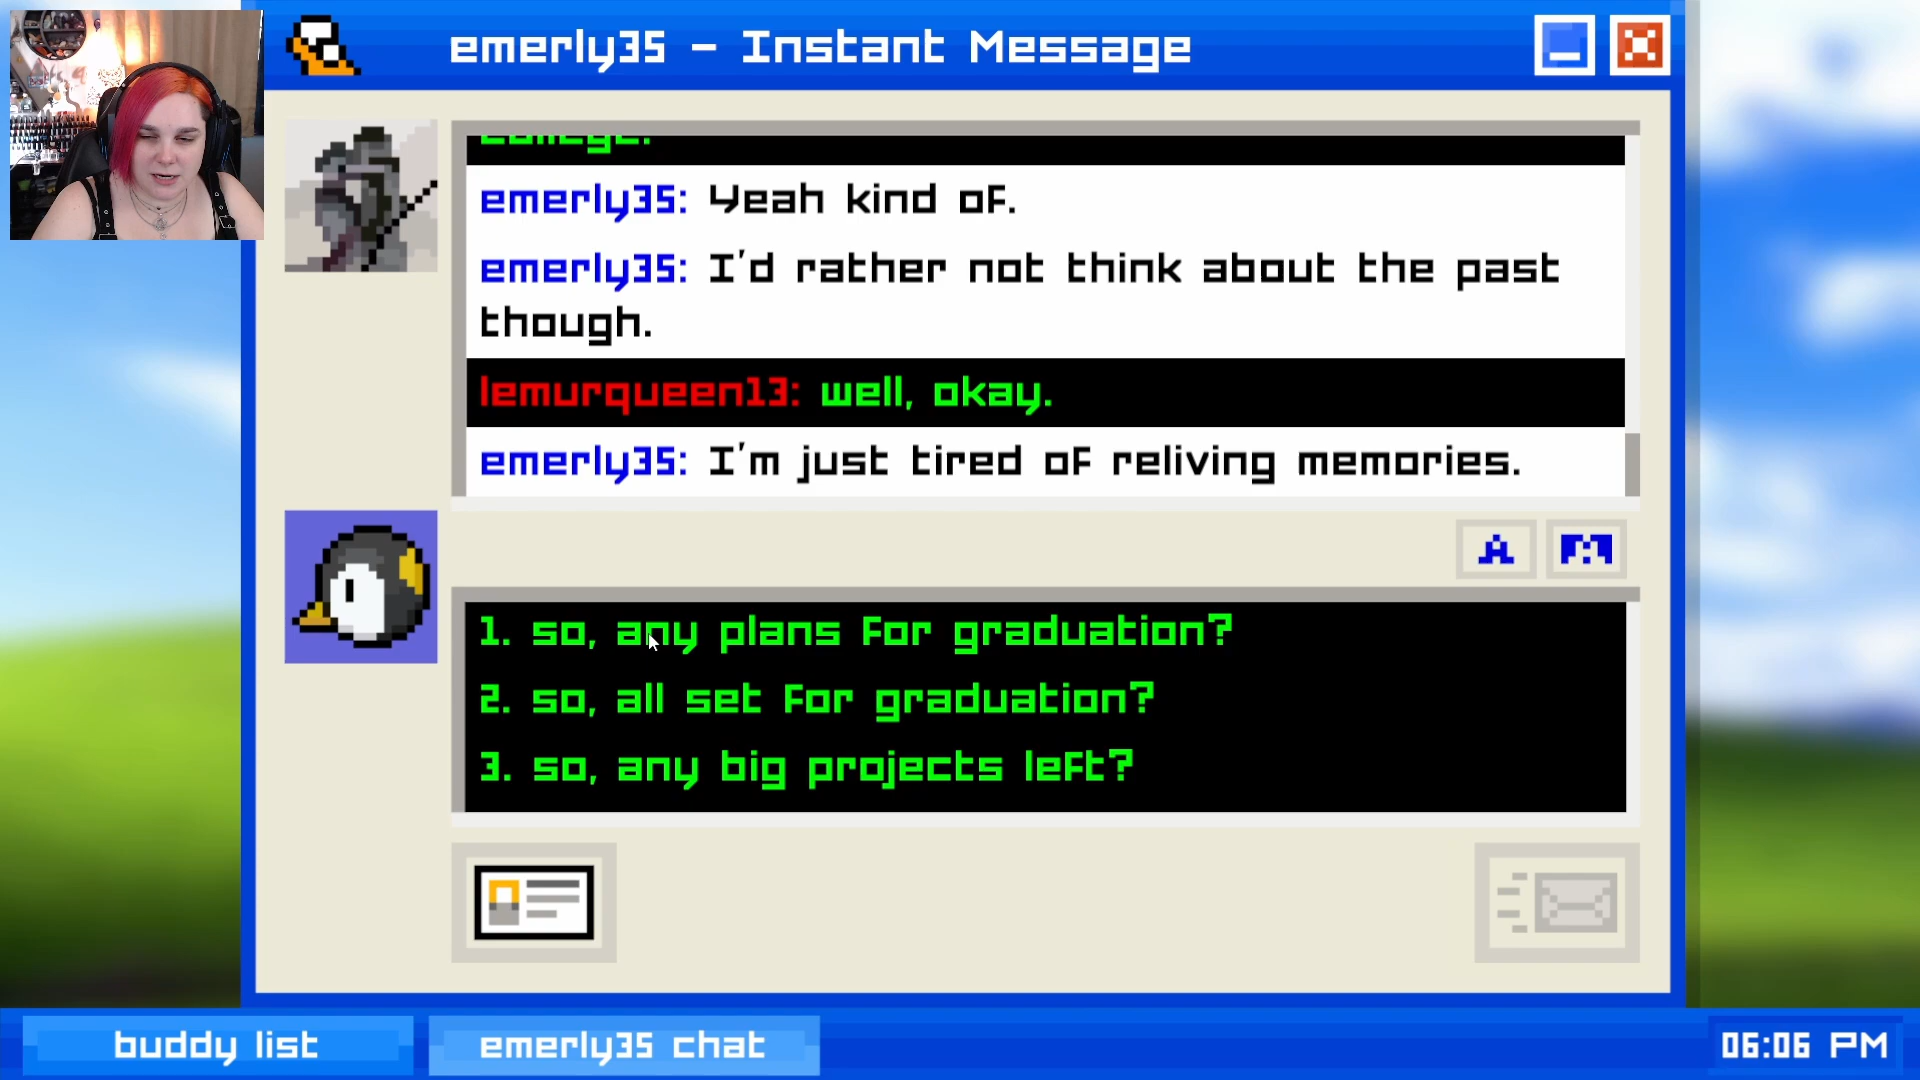 emerly35 - Instant Message
college.
emerly35: Yeah kind of.
emerly35: I'd rather not think about the past
though.
lemurqueen13: well, okay.
emerly35: I'm just tired of reliving memories.
A
1. so, any plans for graduation?
2. so, all set for graduation?
3. so, any big projects left?
buddy list
emerly35 chat
06:06 PM